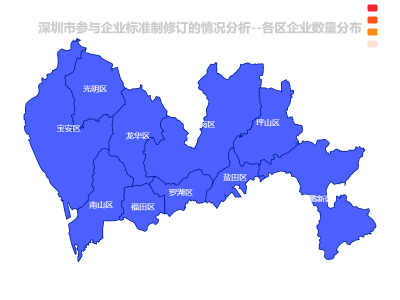 深圳市参与企业标准制修订的情况分析--各区企业数量分布
光明区
宝安区
龙华区
岗区
坪山区
盐田区
罗湖区
南山区
福田区
鹏新